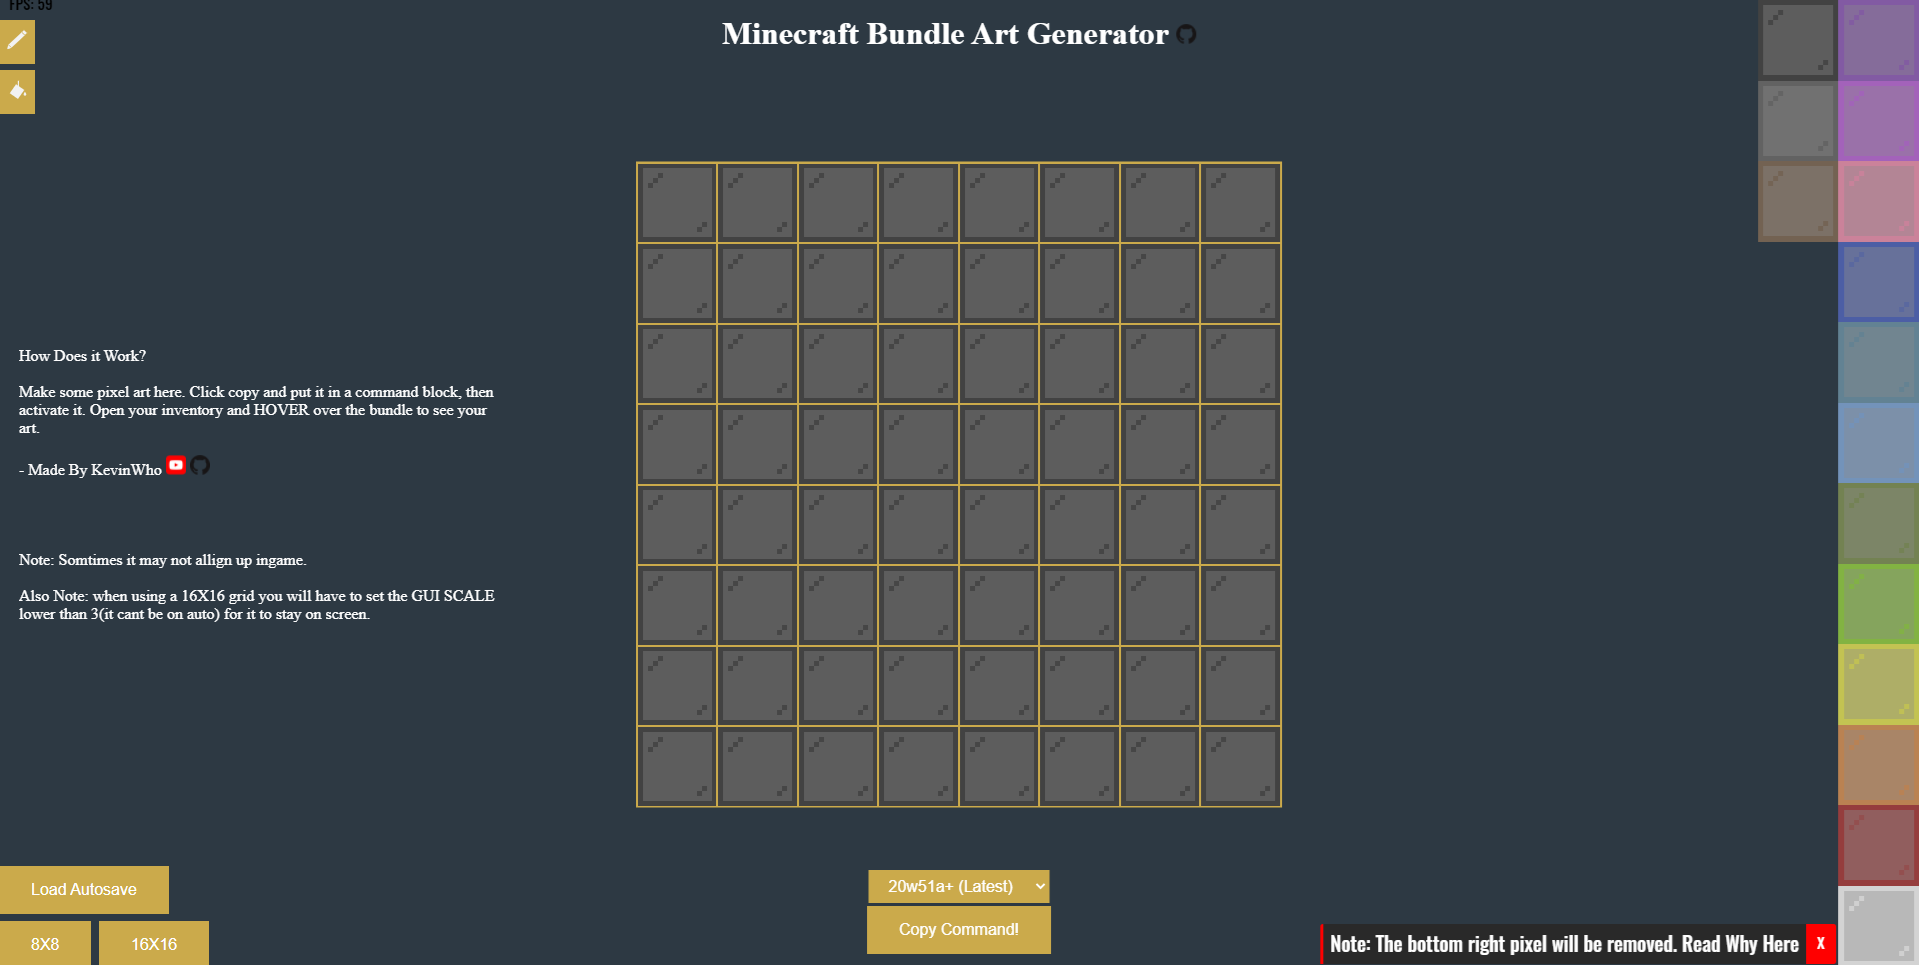 FPS: 59
Minecraft Bundle Art Generator
How Does it Work?
Make some pixel art here. Click copy and put it in a command block, then
activate it. Open your inventory and HOVER over the bundle to see your
art.
- Made By KevinWho
Note: Somtimes it may not allign up ingame.
Also Note: when using a 16X16 grid you will have to set the GUI SCALE
lower than 3(it cant be on auto) for it to stay on screen.
Load Autosave
8X8
16X16
20w51a+ (Latest)
Copy Command!
Note: The bottom right pixel will be removed. Read Why Here
X